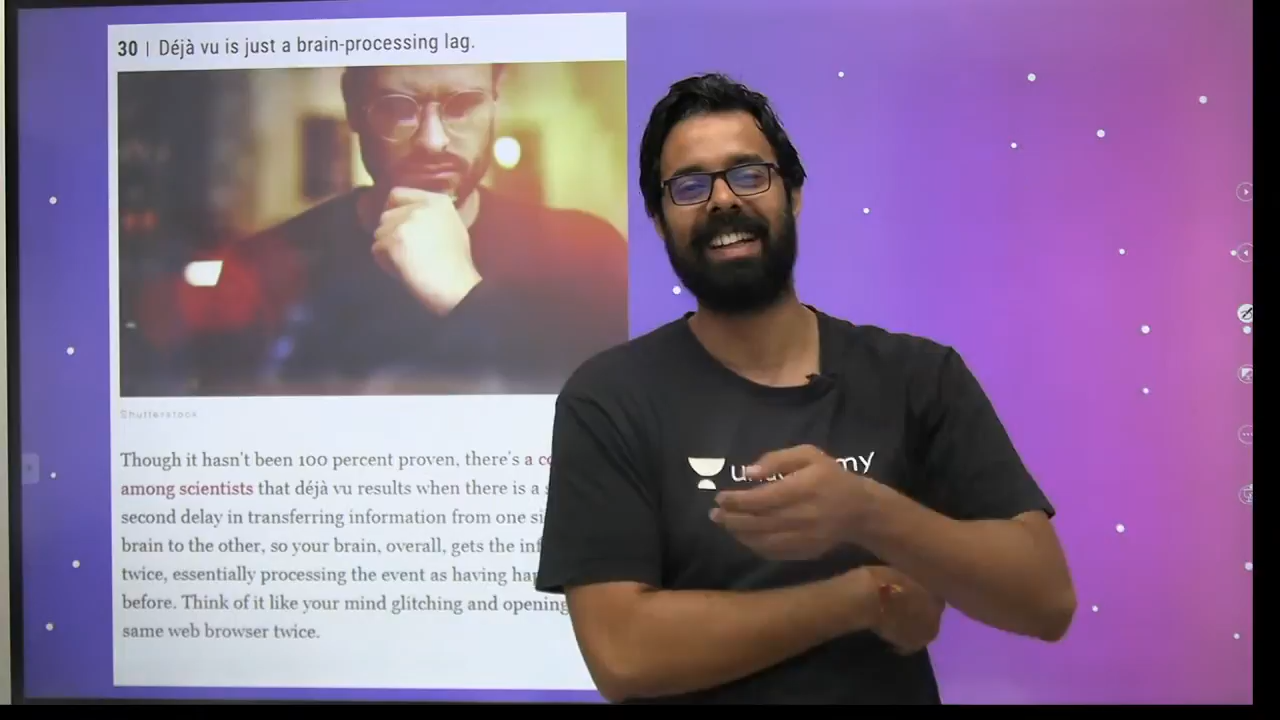 30 | Déjà vu is just a brain-processing lag.
Shutterstock
Though it hasn't been 100 percent proven, there's a
among scientists that déjà vu results when there is a
second delay in transferring information from one
brain to the other, so your brain, overall, gets the
twice, essentially processing the event as having
before. Think of it like your mind glitching and opening
same web browser twice.